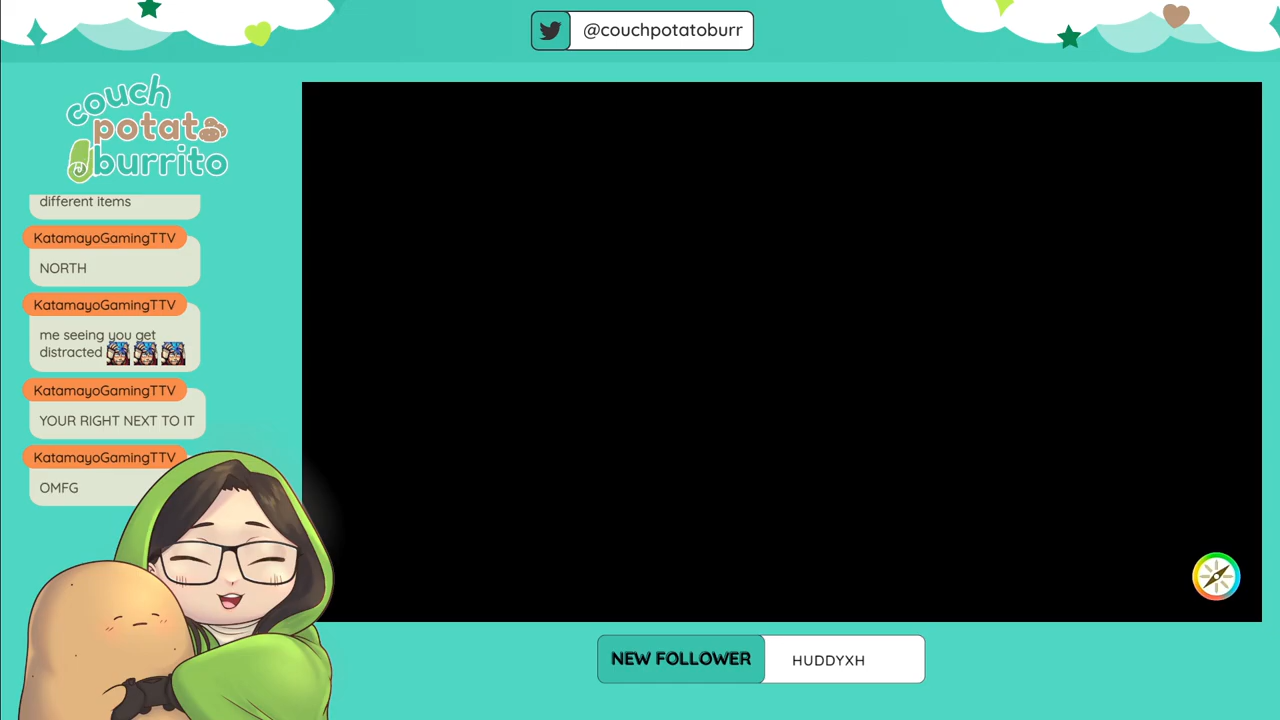 @couchpotatoburr
couch
potato
burrito
different items
KatamayoGamingTTV
NORTH
KatamayoGamingTTV
me seeing you get
distracted
KatamayoGamingTTV
YOUR RIGHT NEXT TO IT
KatamayoGamingTTV
OMFG
NEW FOLLOWER
HUDDYXH